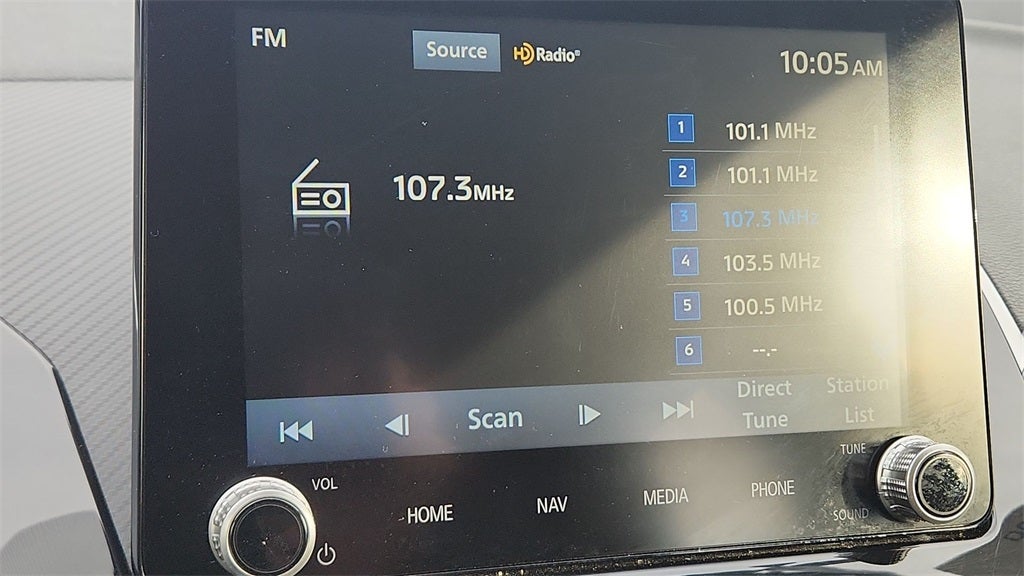 FM
Source
HD Radio
10:05 AM
107.3 MHz
1 101.1 MHz
2 101.1 MHz
3 107.3 MHz
4 103.5 MHz
5 100.5 MHz
6 --.-
Scan
Direct Tune
Station List
VOL
HOME
NAV
MEDIA
PHONE
TUNE
SOUND